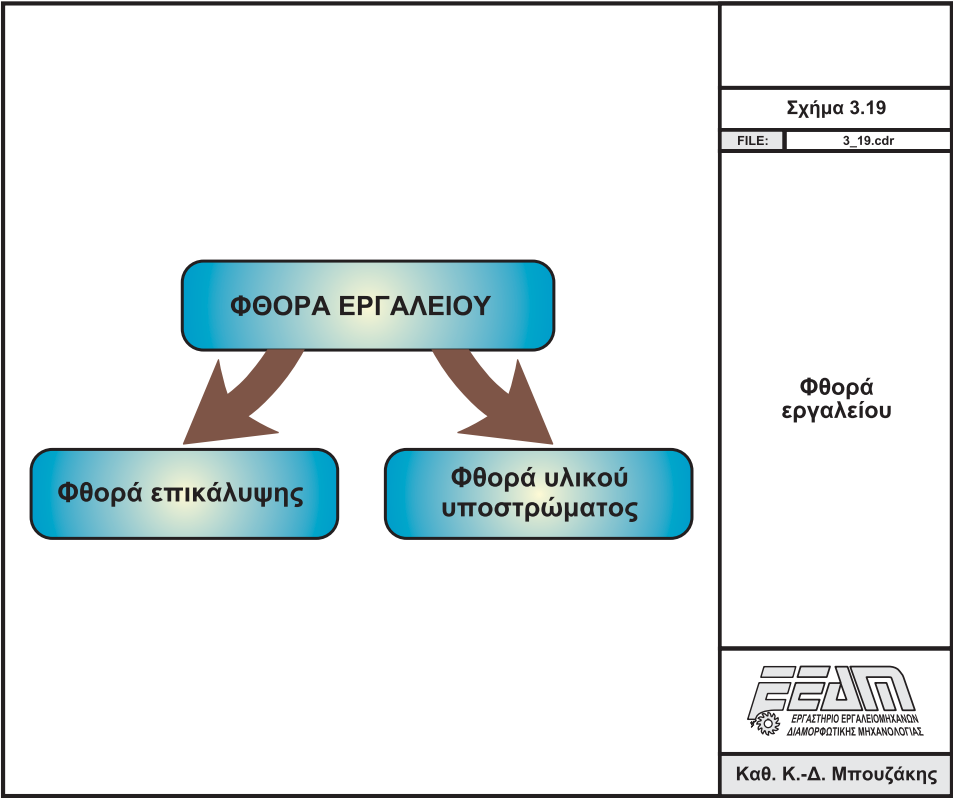 Σχήμα 3.19
FILE: 3_19.cdr
ΦΘΟΡΑ ΕΡΓΑΛΕΙΟΥ
Φθορά επικάλυψης
Φθορά υλικού
υποστρώματος
Φθορά
εργαλείου
ΕΕΔΜ
ΕΡΓΑΣΤΗΡΙΟ ΕΡΓΑΛΕΙΟΜΗΧΑΝΩΝ
ΔΙΑΜΟΡΦΩΤΙΚΗΣ ΜΗΧΑΝΟΛΟΓΙΑΣ
Καθ. Κ.-Δ. Μπουζάκης